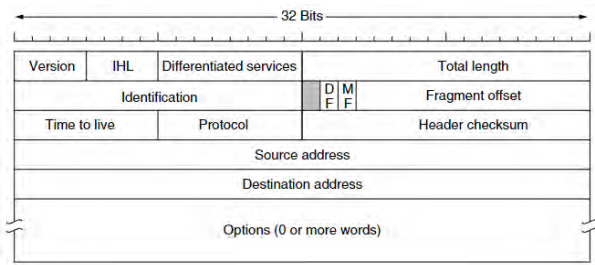 32 Bits
Version IHL Differentiated services Total length
Identification D F M F Fragment offset
Time to live Protocol Header checksum
Source address
Destination address
Options (0 or more words)